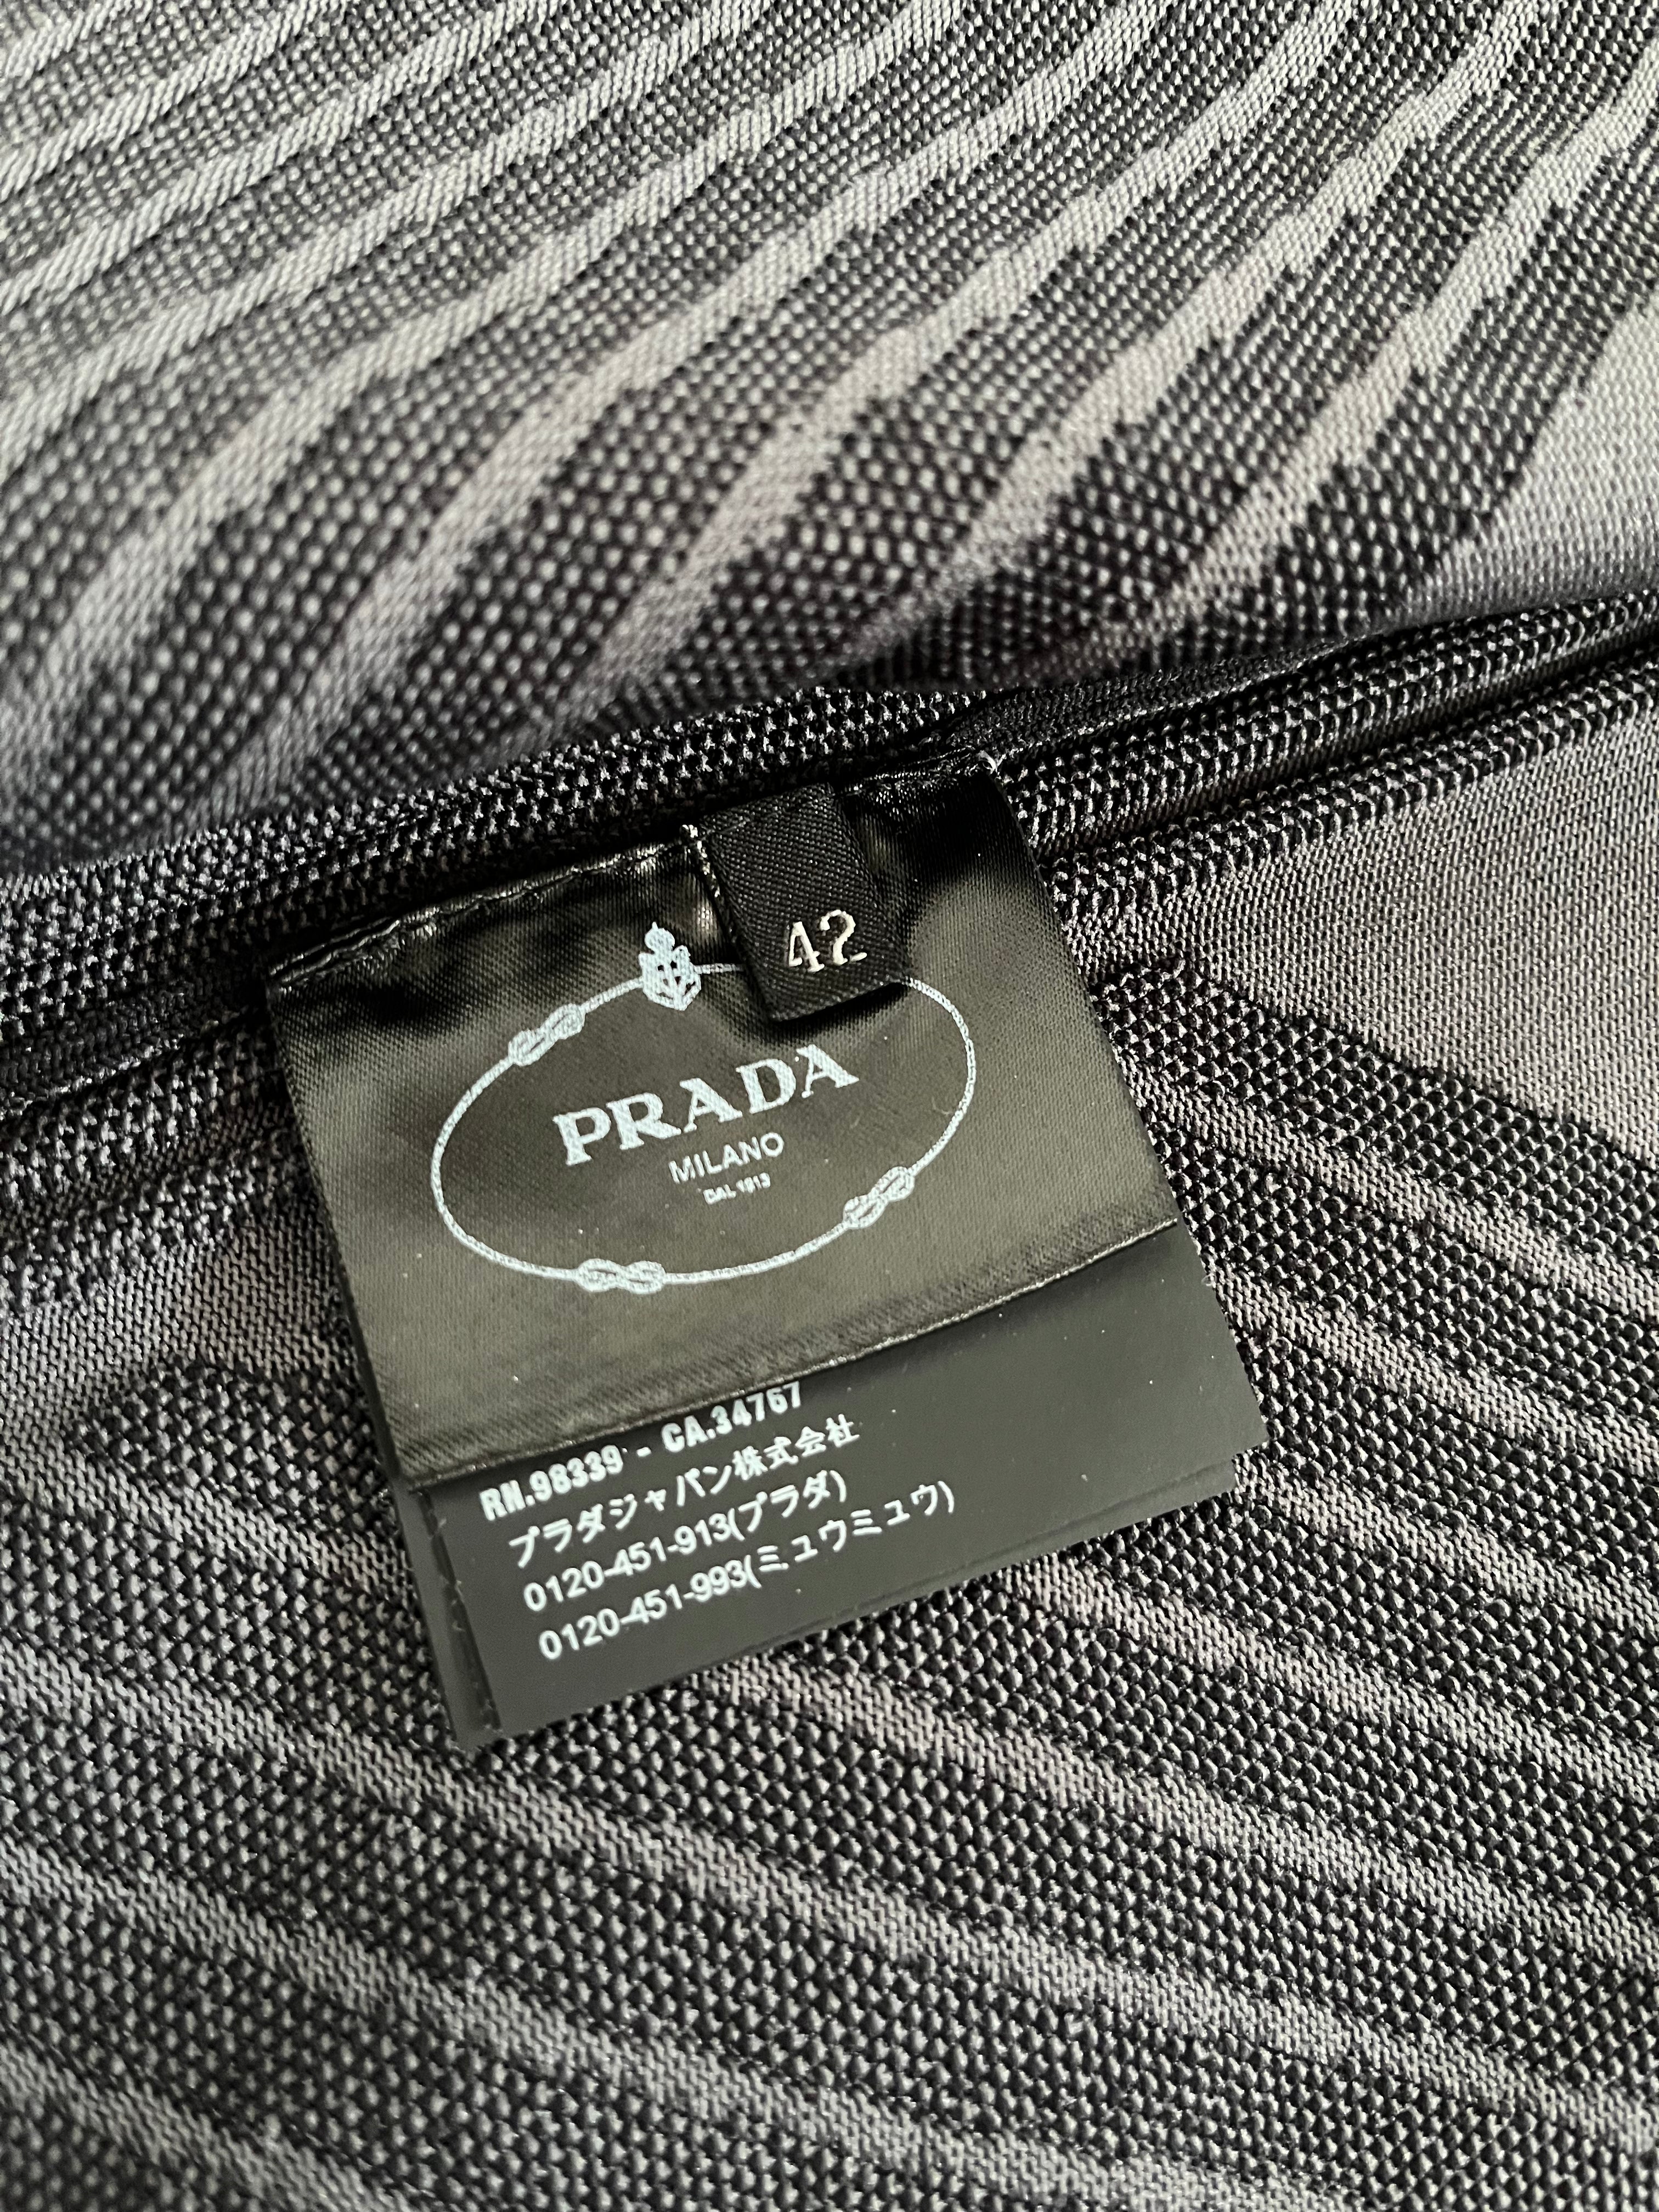 42
PRADA
MILANO
DAL 1913
RN.98339 - CA.34767
プラダジャパン株式会社
0120-451-913(プラダ)
0120-451-993(ミュウミュウ)